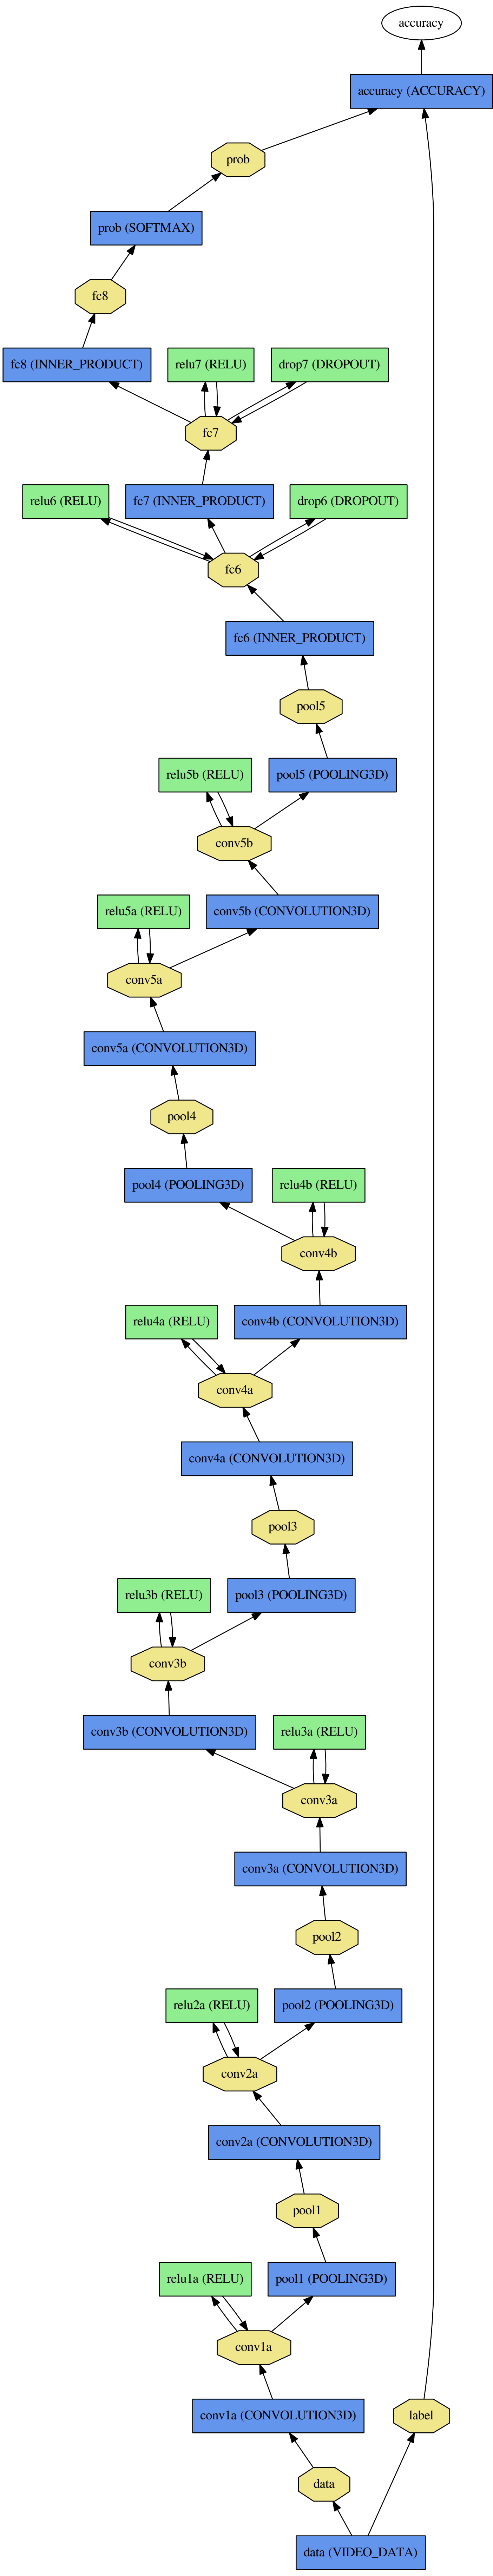 accuracy
accuracy (ACCURACY)
prob
prob (SOFTMAX)
fc8
fc8 (INNER_PRODUCT)
relu7 (RELU)
drop7 (DROPOUT)
fc7
relu6 (RELU)
fc7 (INNER_PRODUCT)
drop6 (DROPOUT)
fc6
fc6 (INNER_PRODUCT)
pool5
relu5b (RELU)
pool5 (POOLING3D)
conv5b
relu5a (RELU)
conv5b (CONVOLUTION3D)
conv5a
conv5a (CONVOLUTION3D)
pool4
pool4 (POOLING3D)
relu4b (RELU)
conv4b
relu4a (RELU)
conv4b (CONVOLUTION3D)
conv4a
conv4a (CONVOLUTION3D)
pool3
relu3b (RELU)
pool3 (POOLING3D)
conv3b
conv3b (CONVOLUTION3D)
relu3a (RELU)
conv3a
conv3a (CONVOLUTION3D)
pool2
relu2a (RELU)
pool2 (POOLING3D)
conv2a
conv2a (CONVOLUTION3D)
pool1
relu1a (RELU)
pool1 (POOLING3D)
conv1a
conv1a (CONVOLUTION3D)
label
data
data (VIDEO_DATA)